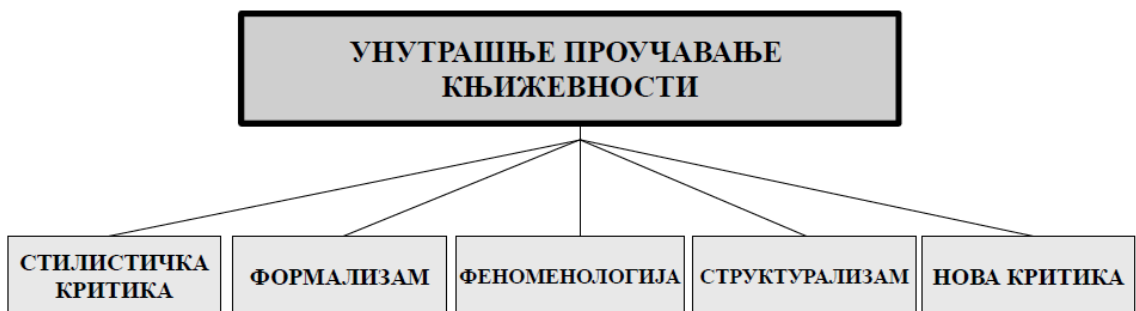 УНУТРАШЊЕ ПРОУЧАВАЊЕ
КЊИЖЕВНОСТИ
СТИЛИСТИЧКА
КРИТИКА
ФОРМАЛИЗАМ
ФЕНОМЕНОЛОГИЈА
СТРУКТУРАЛИЗАМ
НОВА КРИТИКА